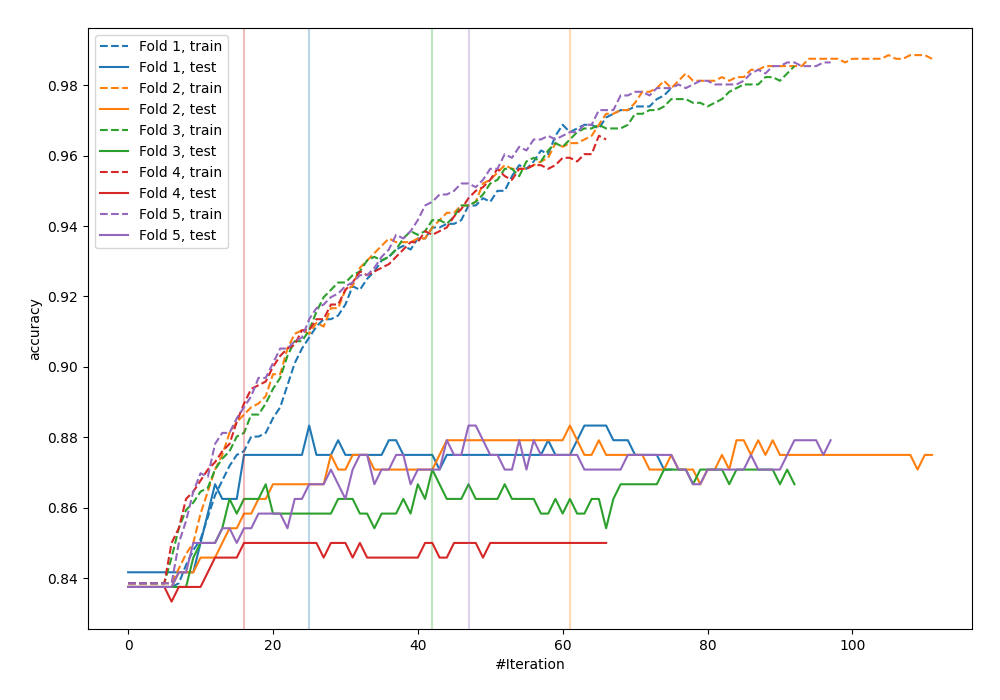 Fold 1, train
Fold 1, test
Fold 2, train
Fold 2, test
Fold 3, train
Fold 3, test
Fold 4, train
Fold 4, test
Fold 5, train
Fold 5, test
0.98
0.96
0.94
0.92
0.90
0.88
0.86
0.84
accuracy
0 20 40 60 80 100
#Iteration